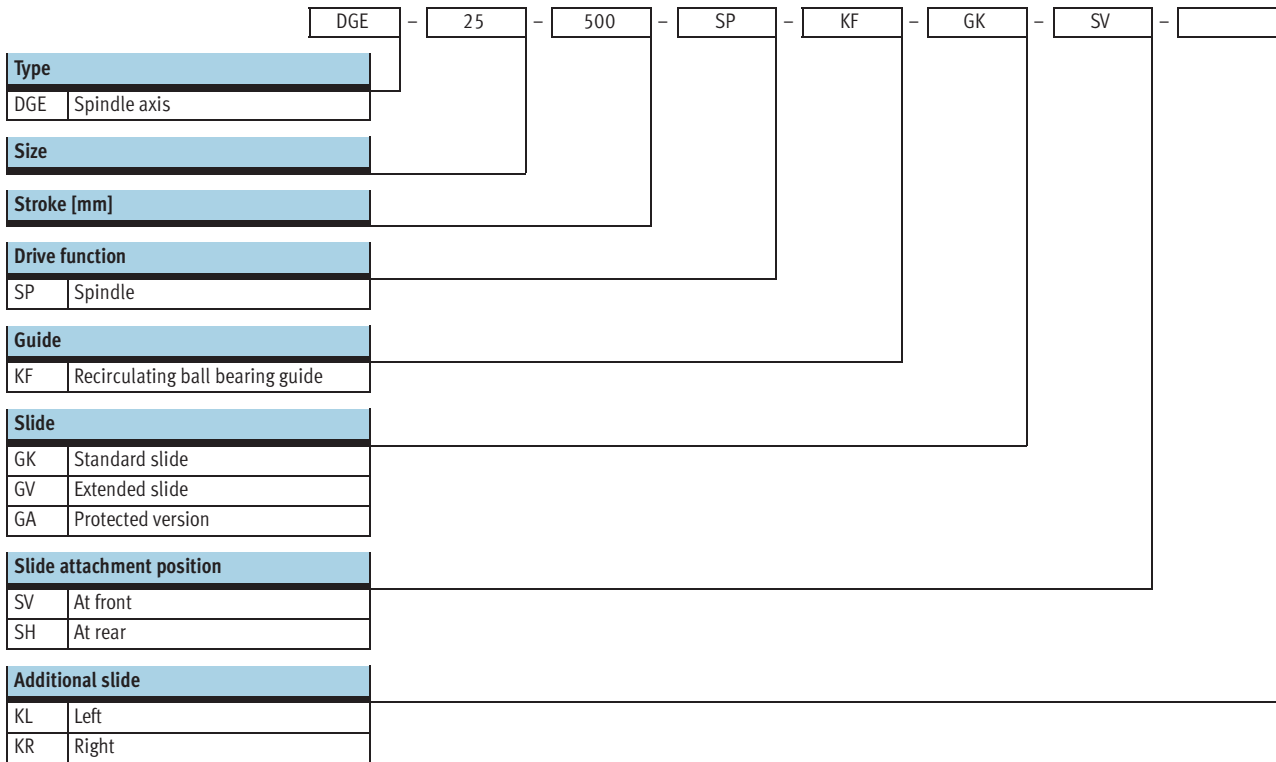 DGE – 25 – 500 – SP – KF – GK – SV –
Type
DGE Spindle axis
Size
Stroke [mm]
Drive function
SP Spindle
Guide
KF Recirculating ball bearing guide
Slide
GK Standard slide
GV Extended slide
GA Protected version
Slide attachment position
SV At front
SH At rear
Additional slide
KL Left
KR Right